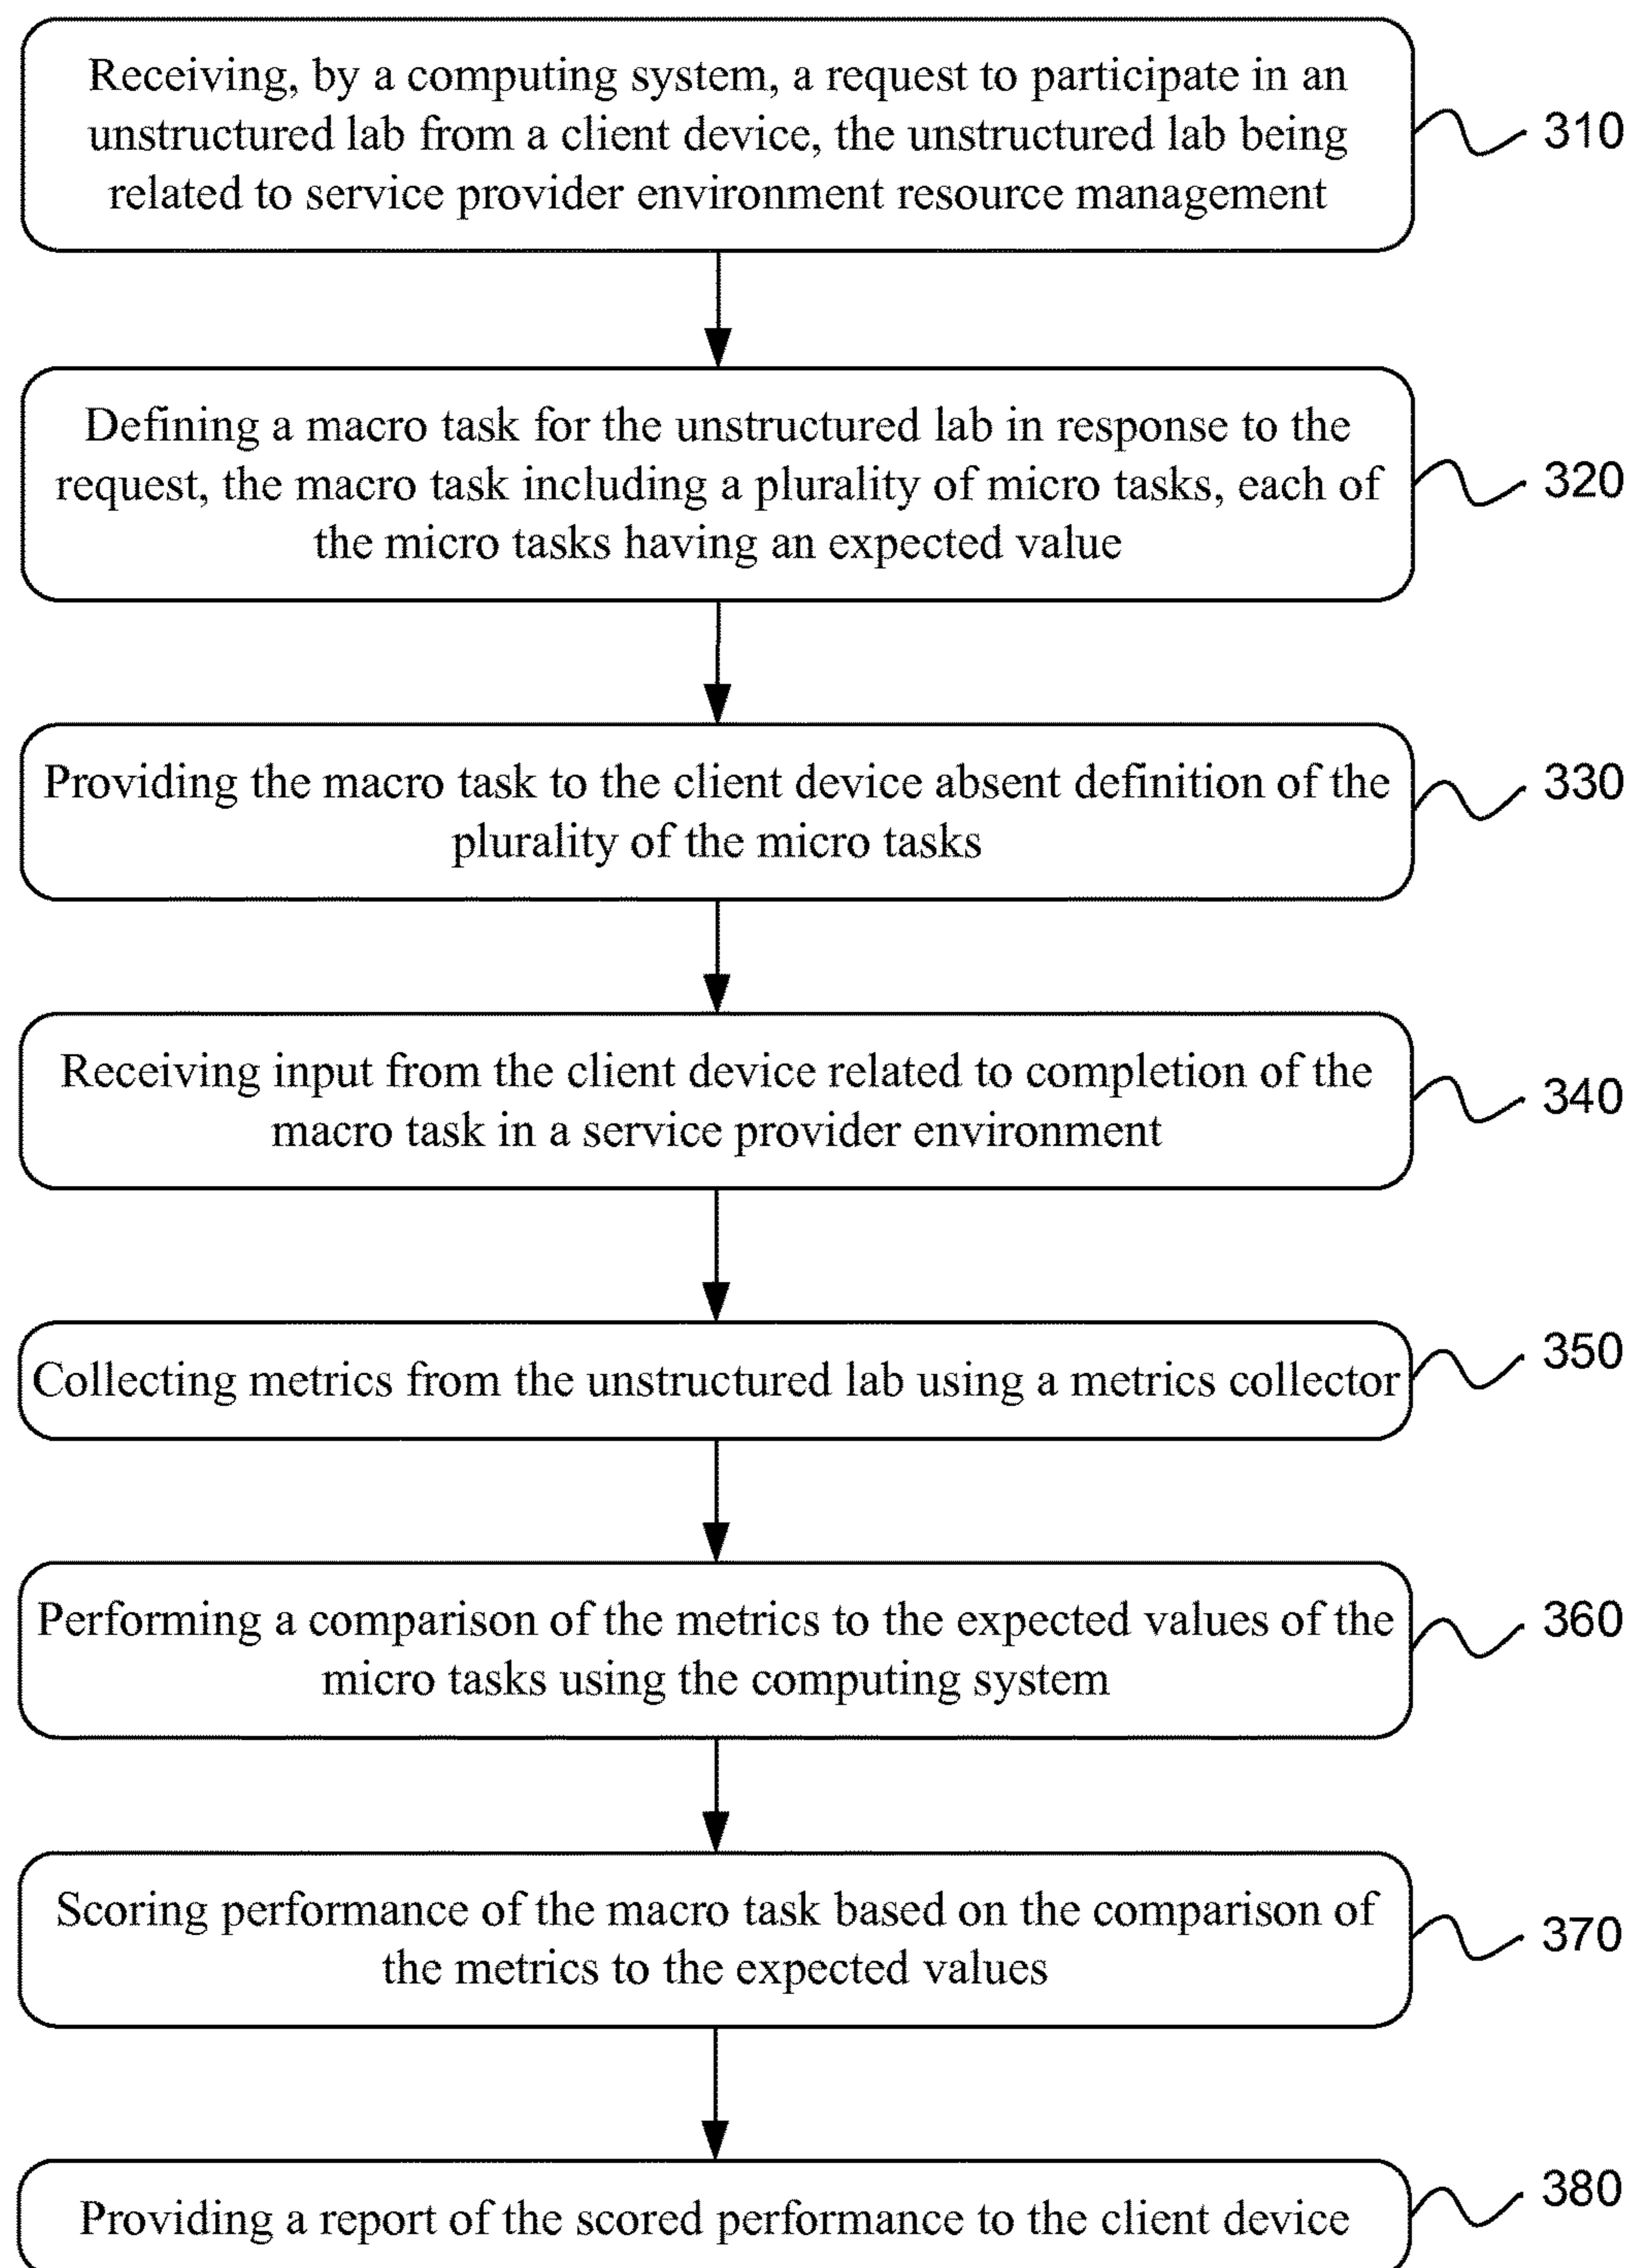 Receiving, by a computing system, a request to participate in an
unstructured lab from a client device, the unstructured lab being
related to service provider environment resource management
310
Defining a macro task for the unstructured lab in response to the
request, the macro task including a plurality of micro tasks, each of
the micro tasks having an expected value
320
Providing the macro task to the client device absent definition of the
plurality of the micro tasks
330
Receiving input from the client device related to completion of the
macro task in a service provider environment
340
Collecting metrics from the unstructured lab using a metrics collector
350
Performing a comparison of the metrics to the expected values of the
micro tasks using the computing system
360
Scoring performance of the macro task based on the comparison of
the metrics to the expected values
370
Providing a report of the scored performance to the client device
380